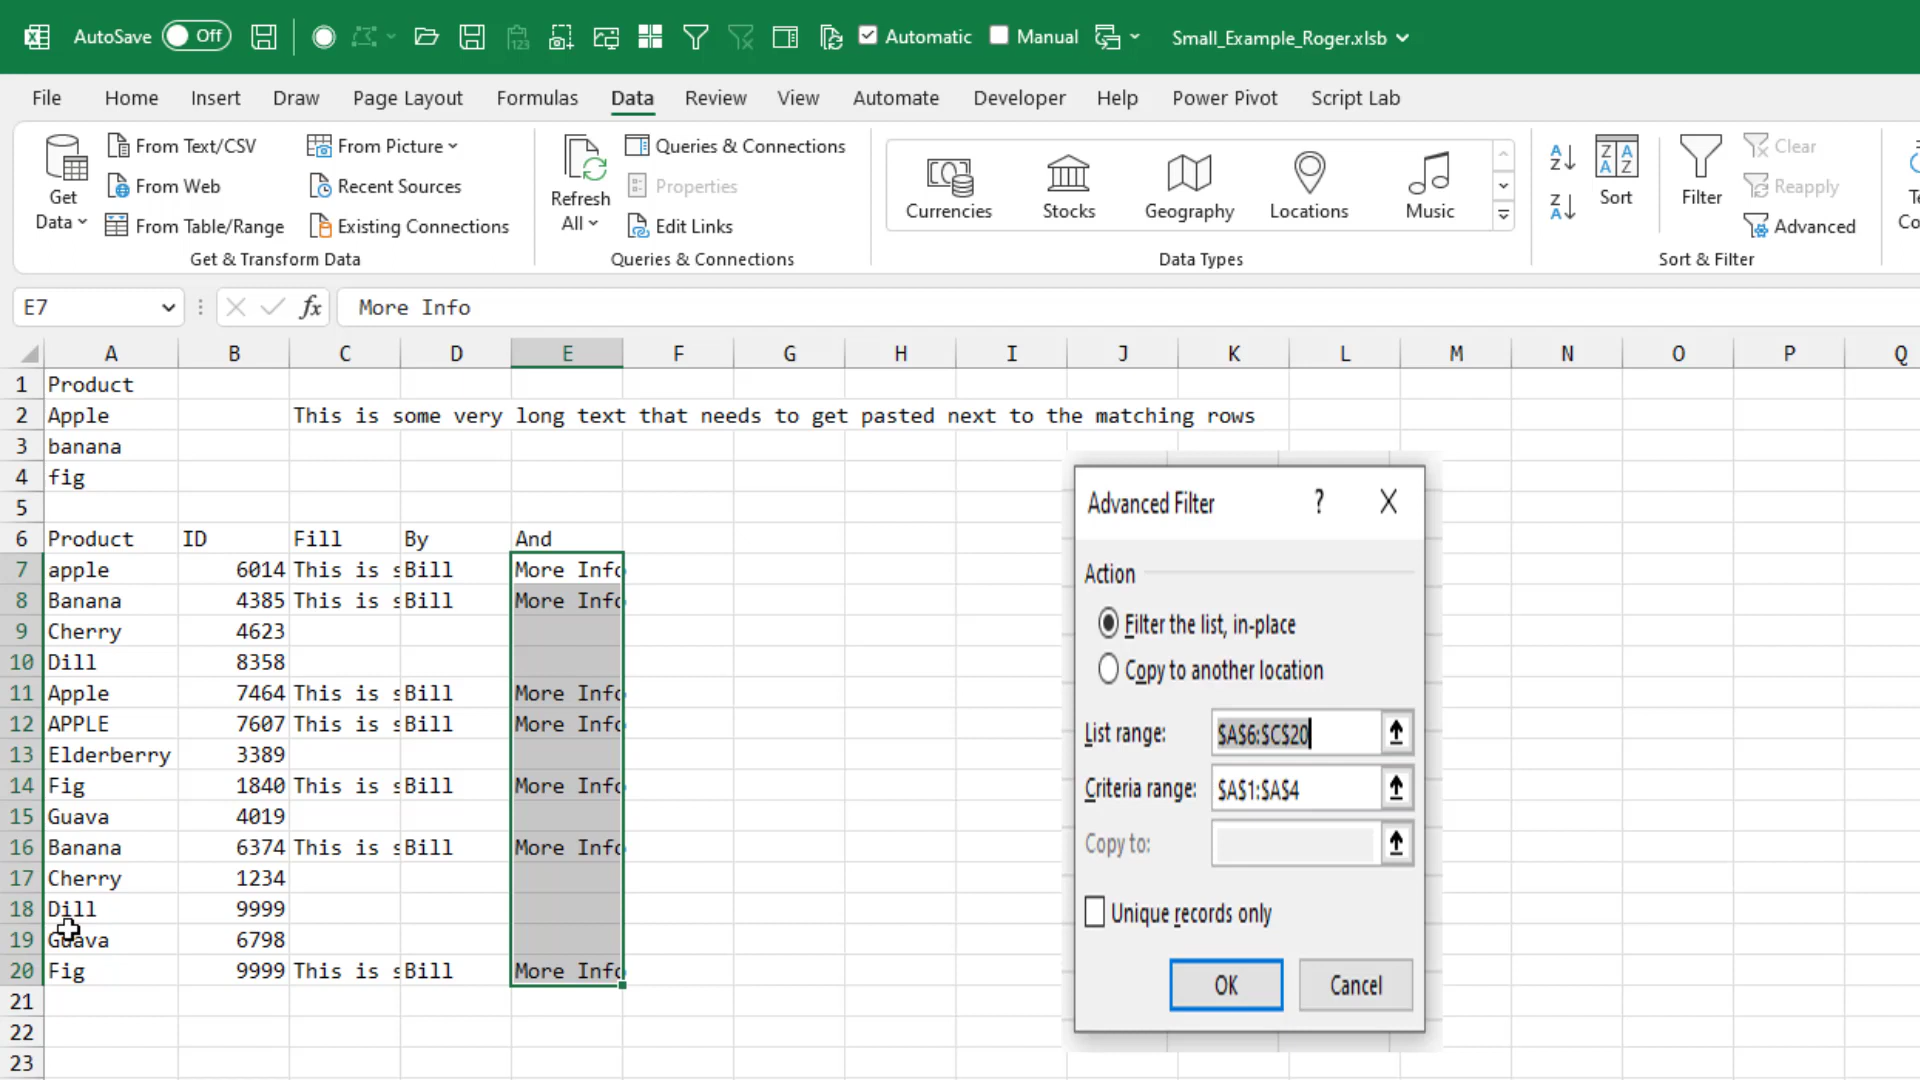 AutoSave Off 123 Automatic Manual Small_Example_Roger.xlsb
File Home Insert Draw Page Layout Formulas Data Review View Automate Developer Help Power Pivot Script Lab
Get Data
From Text/CSV
From Web
From Table/Range
From Picture
Recent Sources
Existing Connections
Get & Transform Data
Refresh All
Queries & Connections
Properties
Edit Links
Queries & Connections
Currencies Stocks Geography Locations Music
Data Types
Sort
Filter
Clear
Reapply
Advanced
Sort & Filter
E7 fx More Info
A B C D E F G H I J K L M N O P Q
1 Product
2 Apple This is some very long text that needs to get pasted next to the matching rows
3 banana
4 fig
5
6 Product ID Fill By And
7 apple 6014 This is s Bill More Info
8 Banana 4385 This is s Bill More Info
9 Cherry 4623
10 Dill 8358
11 Apple 7464 This is s Bill More Info
12 APPLE 7607 This is s Bill More Info
13 Elderberry 3389
14 Fig 1840 This is s Bill More Info
15 Guava 4019
16 Banana 6374 This is s Bill More Info
17 Cherry 1234
18 Dill 9999
19 Guava 6798
20 Fig 9999 This is s Bill More Info
21
22
23
Advanced Filter ? X
Action
Filter the list, in-place
Copy to another location
List range: $A$6:$C$20
Criteria range: $A$1:$A$4
Copy to:
Unique records only
OK Cancel